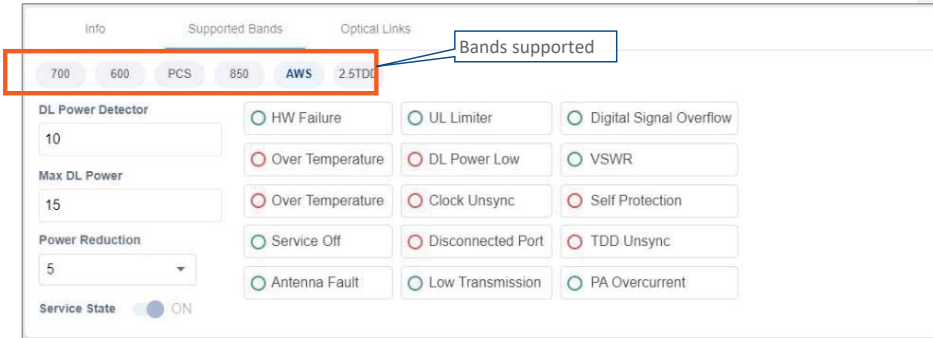 Info Supported Bands Optical Links
Bands supported
700 600 PCS 850 AWS 2.5TDD
DL Power Detector
10
Max DL Power
15
Power Reduction
5
Service State ON
HW Failure UL Limiter Digital Signal Overflow
Over Temperature DL Power Low VSWR
Over Temperature Clock Unsync Self Protection
Service Off Disconnected Port TDD Unsync
Antenna Fault Low Transmission PA Overcurrent